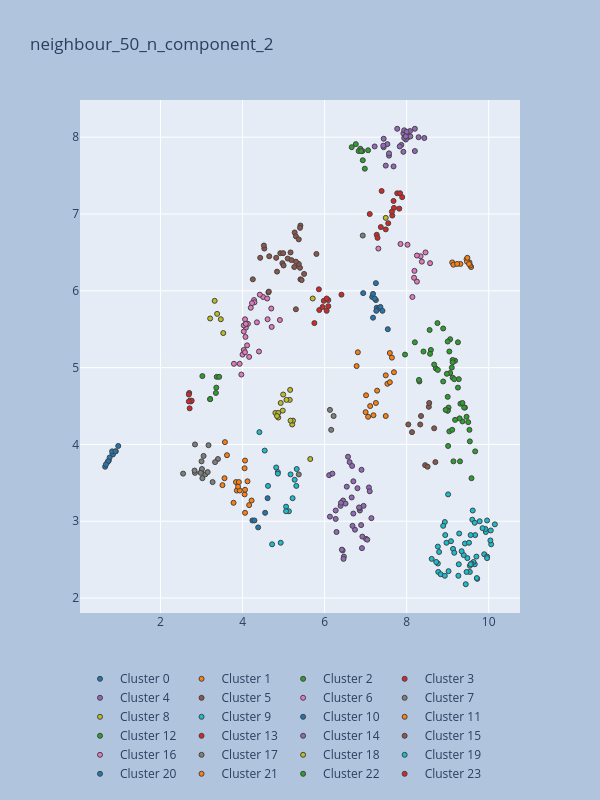 neighbour_50_n_component_2
8
7
6
5
4
3
2
2 4 6 8 10
Cluster 0 Cluster 1 Cluster 2 Cluster 3
Cluster 4 Cluster 5 Cluster 6 Cluster 7
Cluster 8 Cluster 9 Cluster 10 Cluster 11
Cluster 12 Cluster 13 Cluster 14 Cluster 15
Cluster 16 Cluster 17 Cluster 18 Cluster 19
Cluster 20 Cluster 21 Cluster 22 Cluster 23